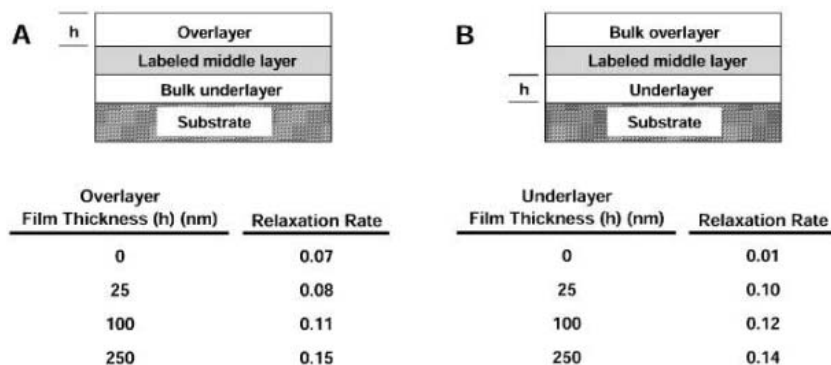 A
h
Overlayer
Labeled middle layer
Bulk underlayer
Substrate
Overlayer
Film Thickness (h) (nm) Relaxation Rate
0 0.07
25 0.08
100 0.11
250 0.15
B
Bulk overlayer
Labeled middle layer
h
Underlayer
Substrate
Underlayer
Film Thickness (h) (nm) Relaxation Rate
0 0.01
25 0.10
100 0.12
250 0.14